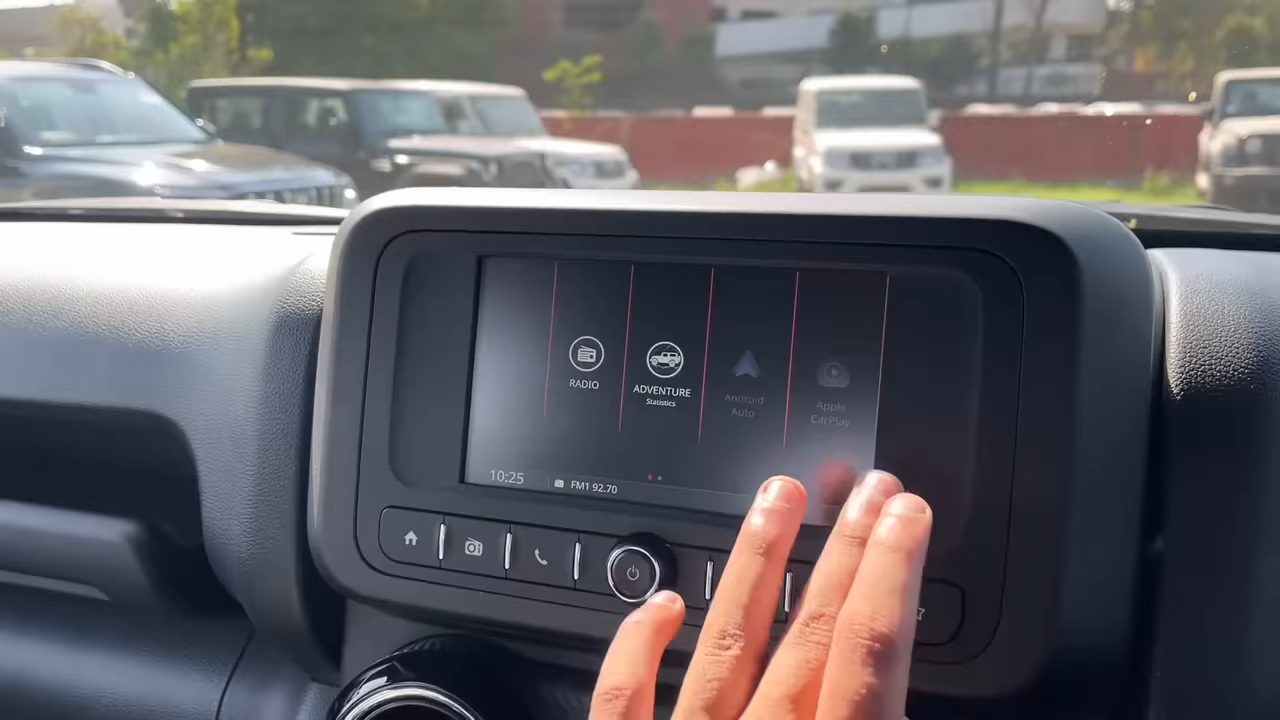 RADIO
ADVENTURE
Statistics
Android
Auto
Apple
CarPlay
10:25
FM1 92.70